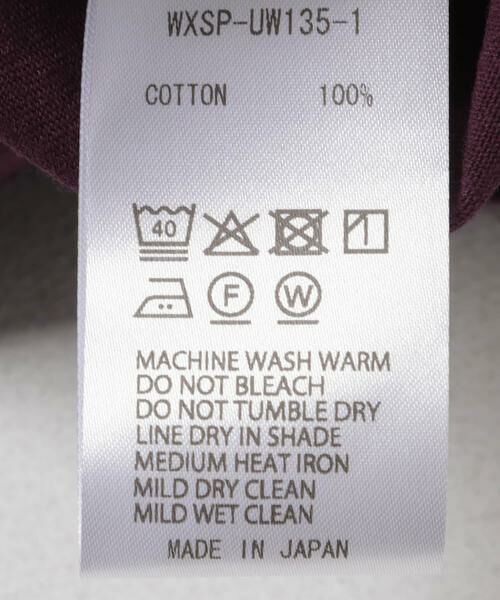 WXSP-UW135-1
COTTON 100%
40
F W
MACHINE WASH WARM
DO NOT BLEACH
DO NOT TUMBLE DRY
LINE DRY IN SHADE
MEDIUM HEAT IRON
MILD DRY CLEAN
MILD WET CLEAN
MADE IN JAPAN